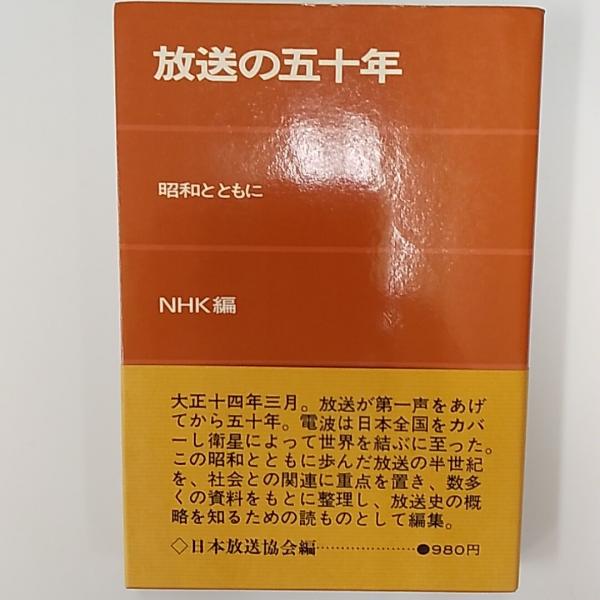 放送の五十年
昭和とともに
NHK編
大正十四年三月。放送が第一声をあげ
てから五十年。電波は日本全国をカバ
ーし衛星によって世界を結ぶに至った。
この昭和とともに歩んだ放送の半世紀
を、社会との関連に重点を置き、数多
くの資料をもとに整理し、放送史の概
略を知るための読ものとして編集。
◇日本放送協会編…………………●980円